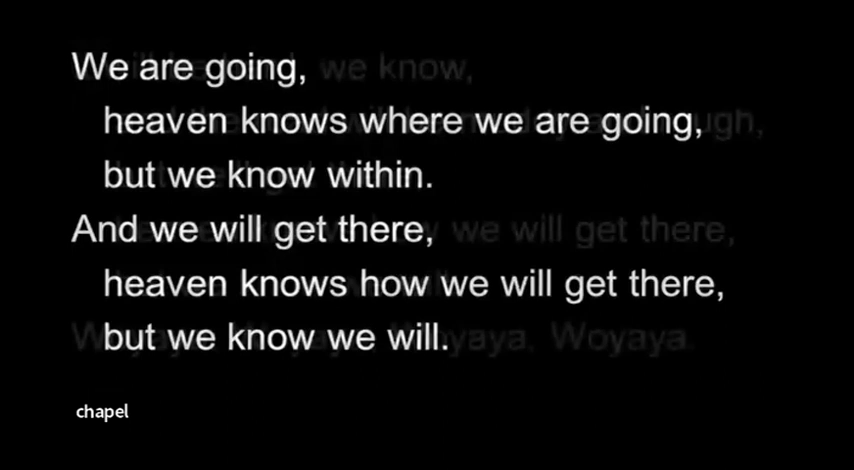 We are going,
heaven knows where we are going,
but we know within.
And we will get there,
heaven knows how we will get there,
but we know we will.
chapel